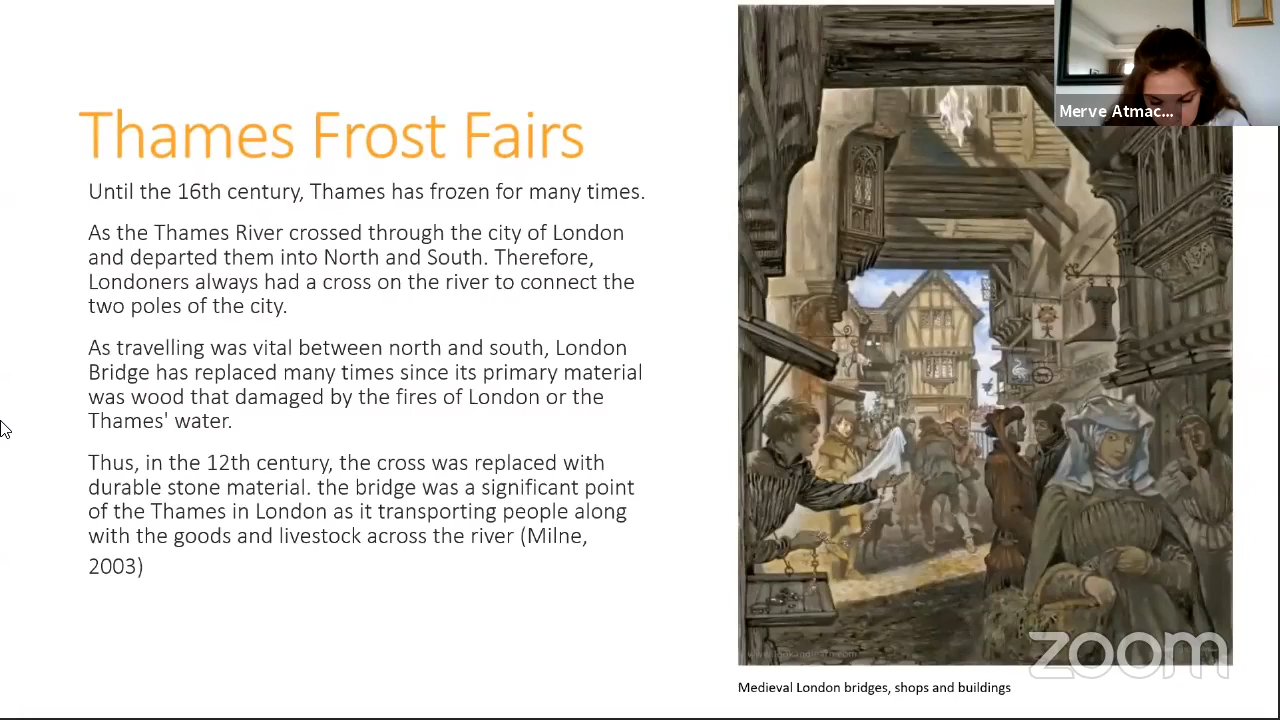 Thames Frost Fairs
Until the 16th century, Thames has frozen for many times.
As the Thames River crossed through the city of London
and departed them into North and South. Therefore,
Londoners always had a cross on the river to connect the
two poles of the city.
As travelling was vital between north and south, London
Bridge has replaced many times since its primary material
was wood that damaged by the fires of London or the
Thames' water.
Thus, in the 12th century, the cross was replaced with
durable stone material. the bridge was a significant point
of the Thames in London as it transporting people along
with the goods and livestock across the river (Milne,
2003)
Merve Atmac...
www.lookandlearn.com
zoom
Medieval London bridges, shops and buildings